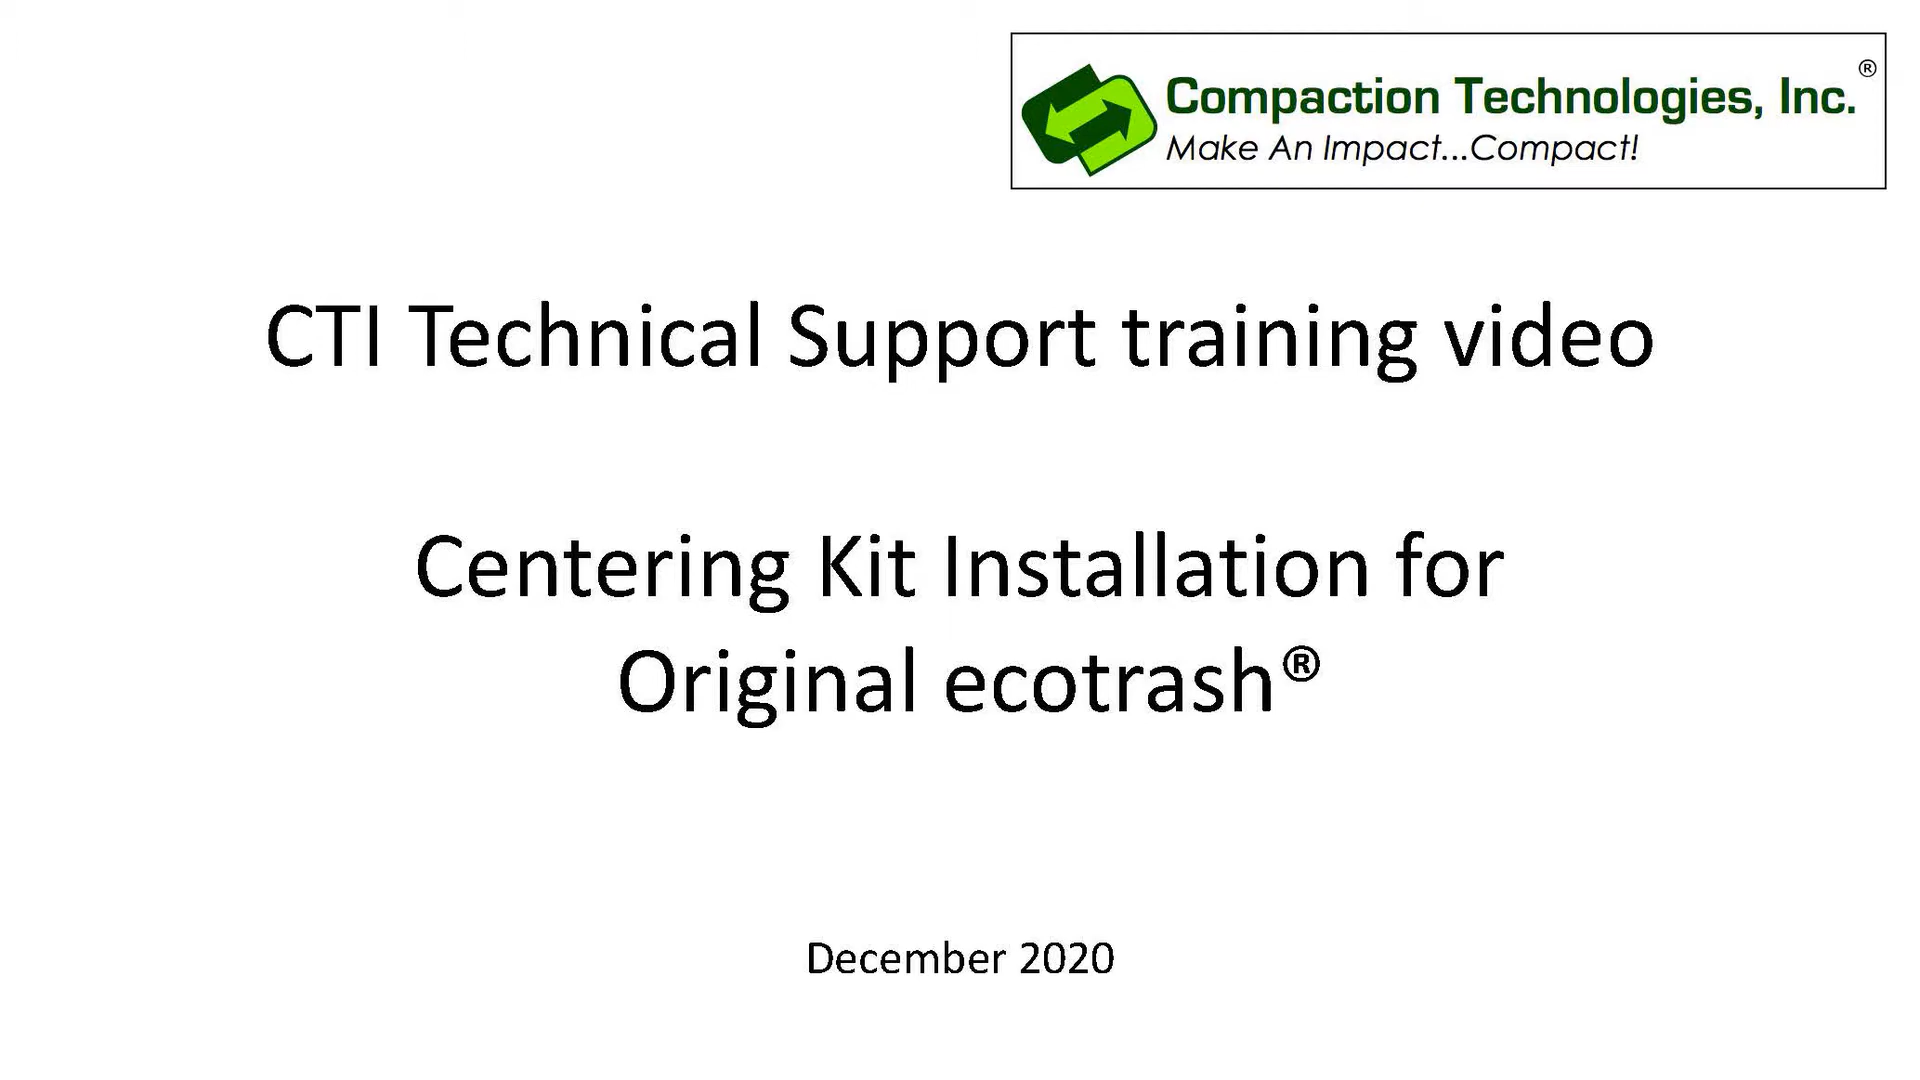 Compaction Technologies, Inc.®
Make An Impact...Compact!
CTI Technical Support training video
Centering Kit Installation for
Original ecotrash®
December 2020